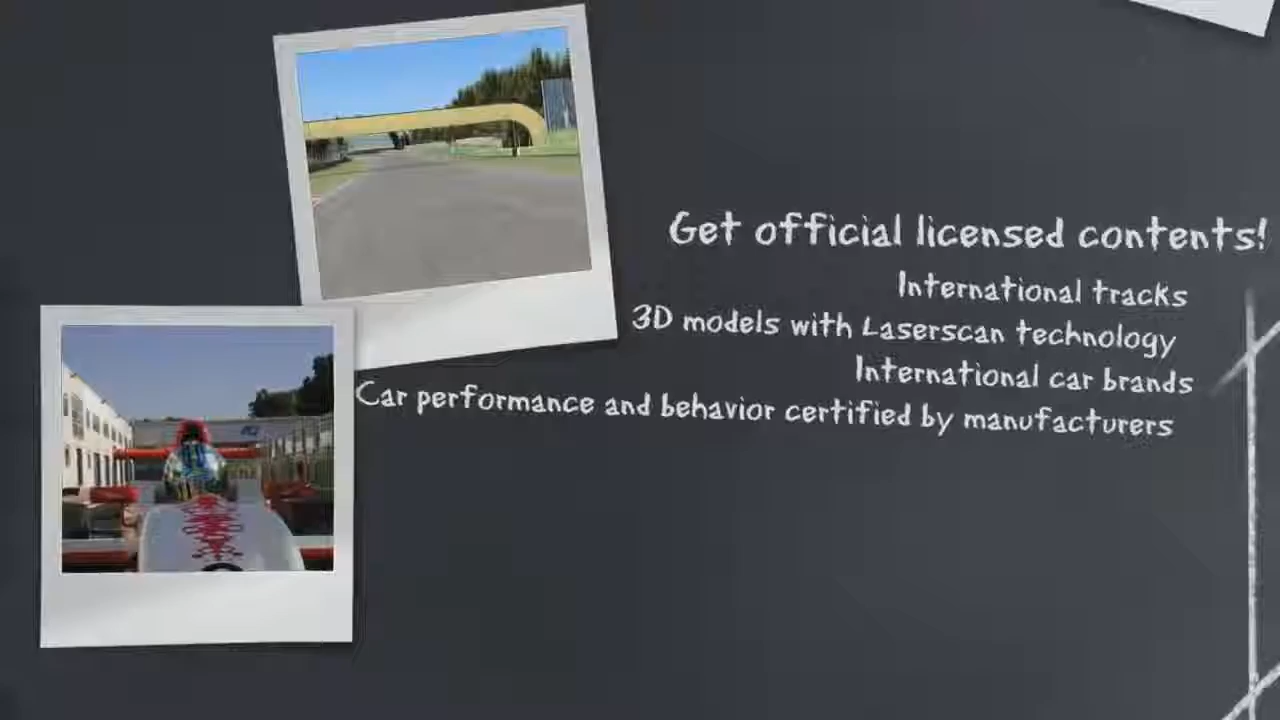 Get official licensed contents!
International tracks
3D models with Laserscan technology
International car brands
Car performance and behavior certified by manufacturers